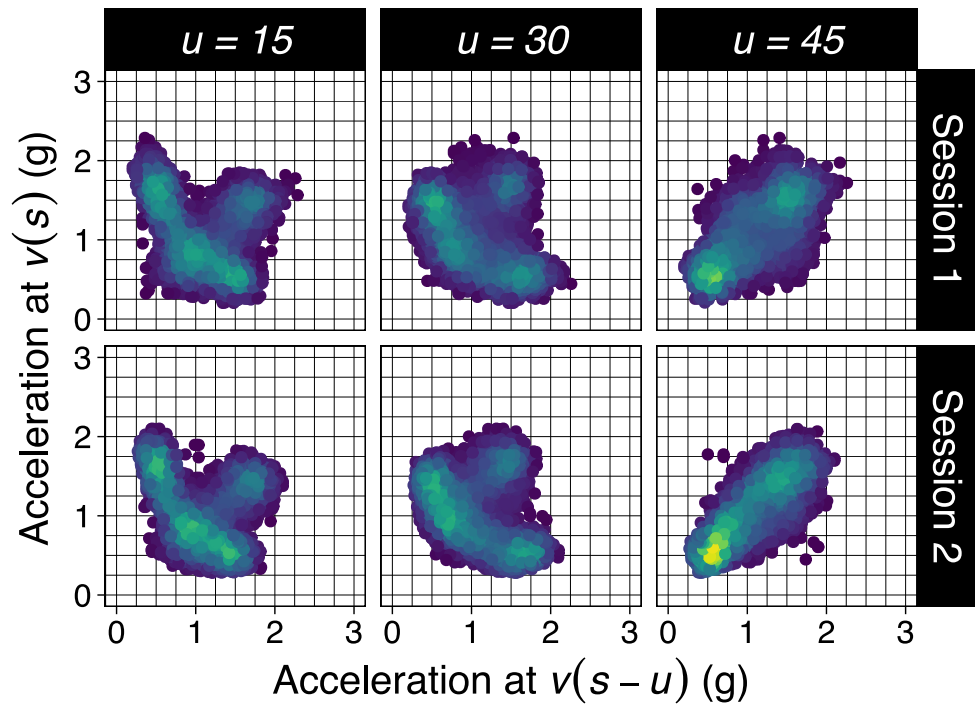 u = 15
u = 30
u = 45
Acceleration at v(s) (g)
3
2
1
0
Session 1
3
2
1
0
Session 2
0 1 2 3
0 1 2 3
0 1 2 3
Acceleration at v(s − u) (g)